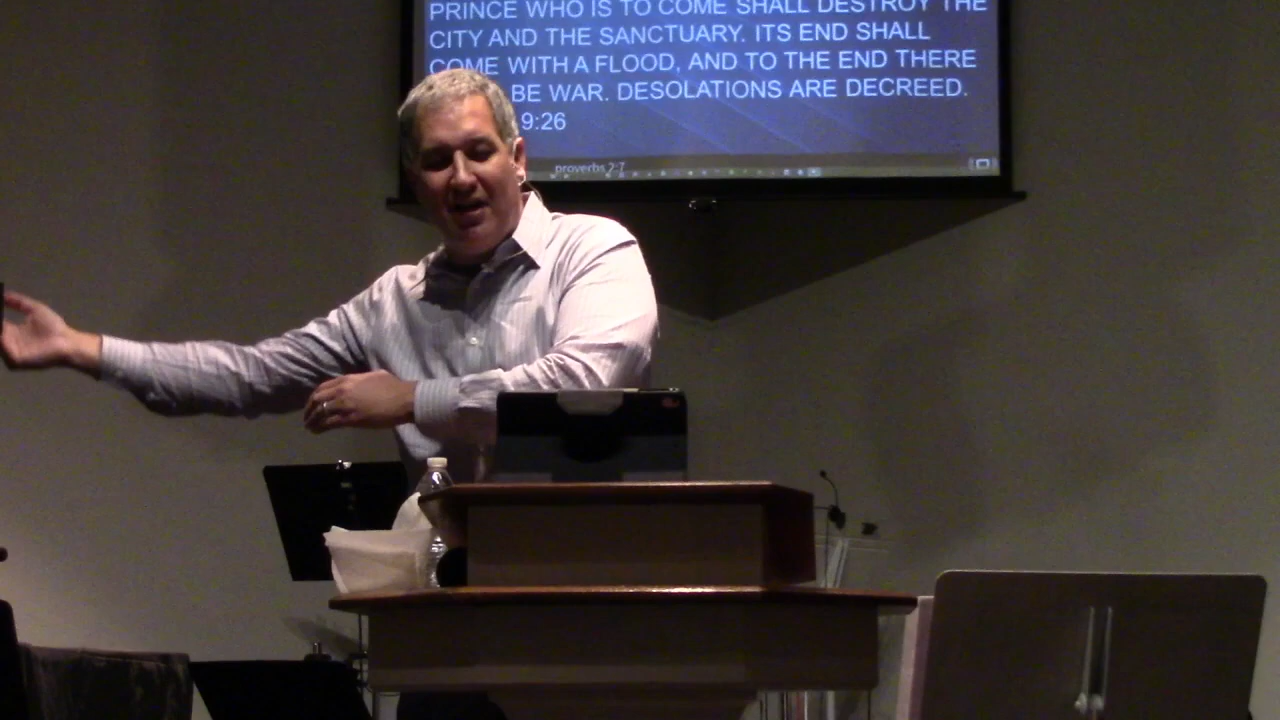 PRINCE WHO IS TO COME SHALL DESTROY THE
CITY AND THE SANCTUARY. ITS END SHALL
COME WITH A FLOOD, AND TO THE END THERE
BE WAR. DESOLATIONS ARE DECREED.
9:26
proverbs 2:7